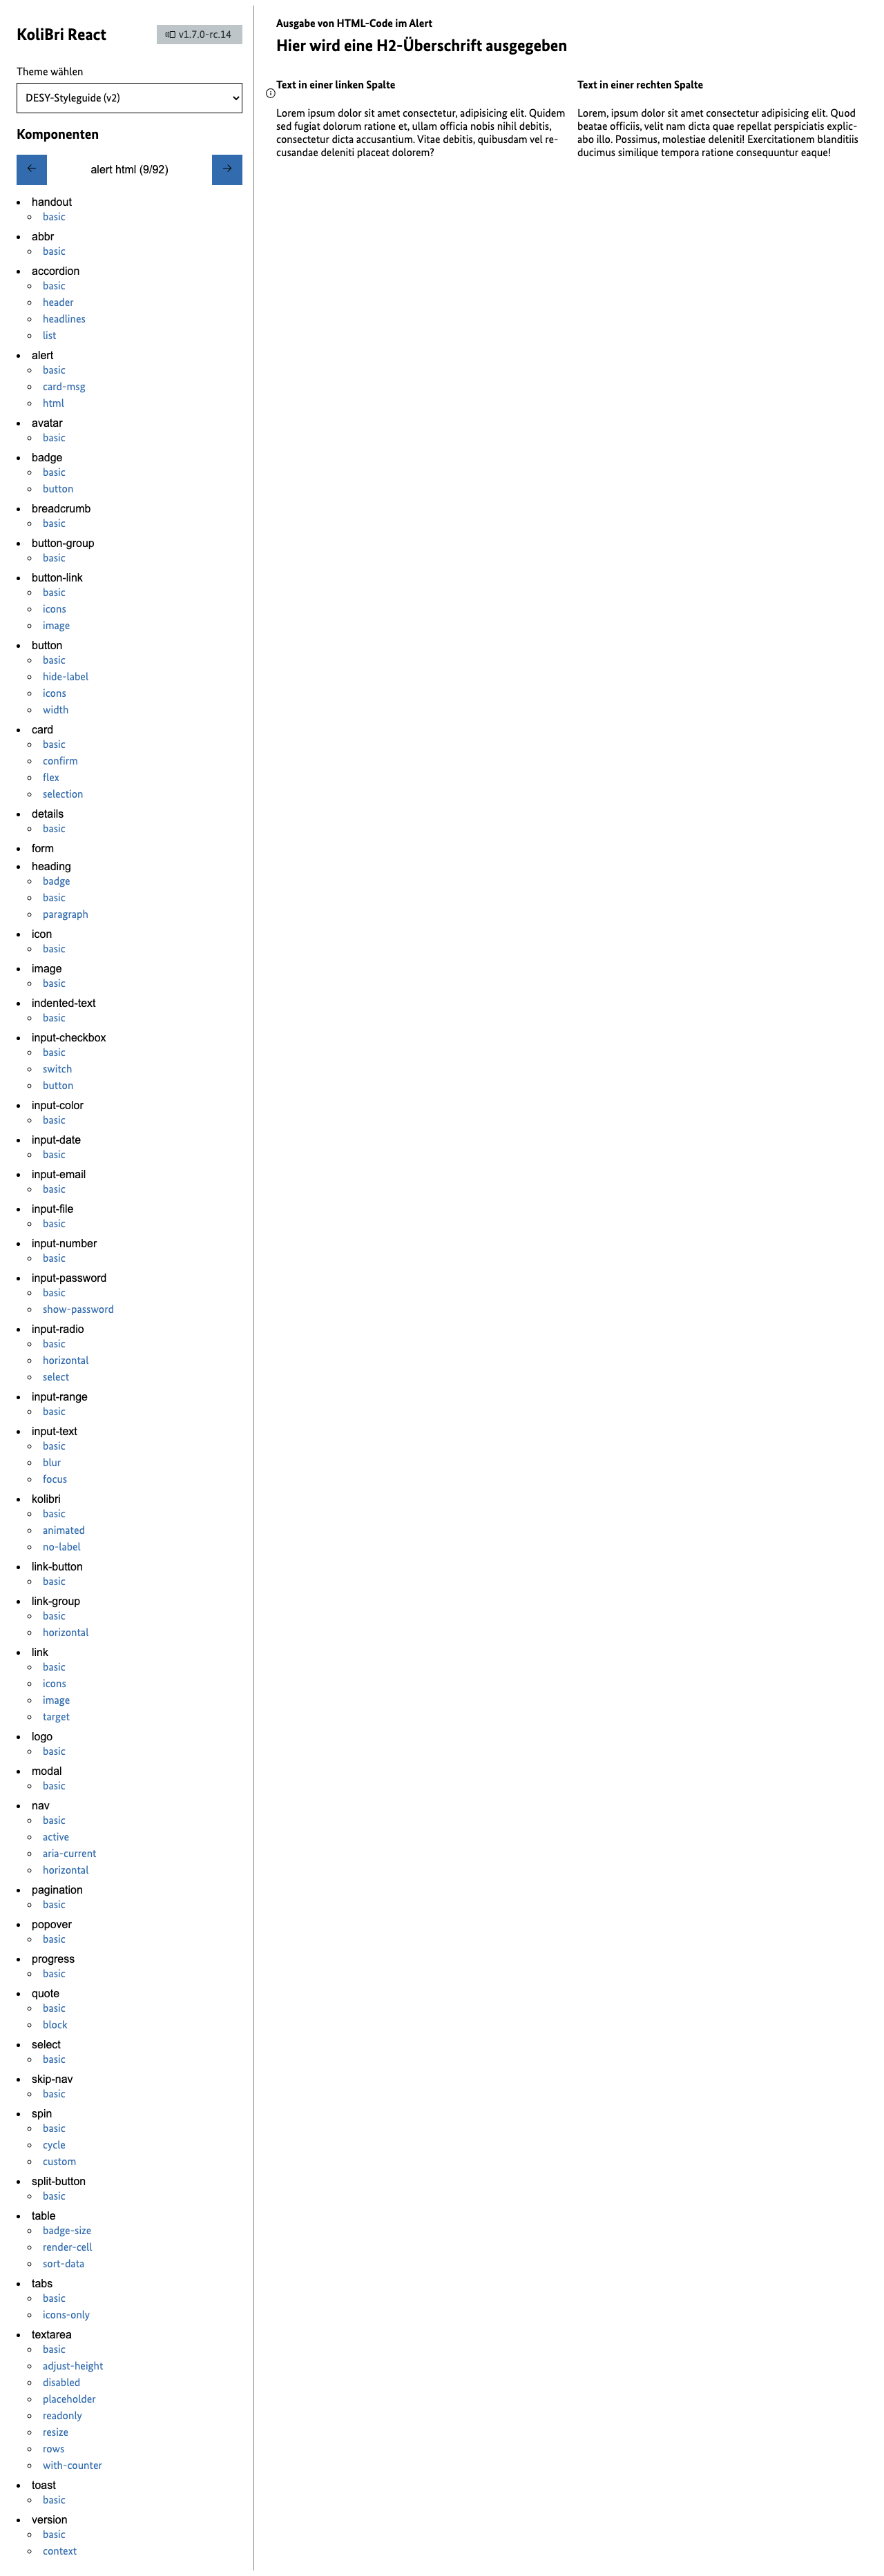 KoliBri React
v1.7.0-rc.14
Theme wählen
DESY-Styleguide (v2)
Komponenten
alert html (9/92)
handout
basic
abbr
basic
accordion
basic
header
headlines
list
alert
basic
card-msg
html
avatar
basic
badge
basic
button
breadcrumb
basic
button-group
basic
button-link
basic
icons
image
button
basic
hide-label
icons
width
card
basic
confirm
flex
selection
details
basic
form
heading
badge
basic
paragraph
icon
basic
image
basic
indented-text
basic
input-checkbox
basic
switch
button
input-color
basic
input-date
basic
input-email
basic
input-file
basic
input-number
basic
input-password
basic
show-password
input-radio
basic
horizontal
select
input-range
basic
input-text
basic
blur
focus
kolibri
basic
animated
no-label
link-button
basic
link-group
basic
horizontal
link
basic
icons
image
target
logo
basic
modal
basic
nav
basic
active
aria-current
horizontal
pagination
basic
popover
basic
progress
basic
quote
basic
block
select
basic
skip-nav
basic
spin
basic
cycle
custom
split-button
basic
table
badge-size
render-cell
sort-data
tabs
basic
icons-only
textarea
basic
adjust-height
disabled
placeholder
readonly
resize
rows
with-counter
toast
basic
version
basic
context
Ausgabe von HTML-Code im Alert
Hier wird eine H2-Überschrift ausgegeben
Text in einer linken Spalte
Lorem ipsum dolor sit amet consectetur, adipisicing elit. Quidem
sed fugiat dolorum ratione et, ullam officia nobis nihil debitis,
consectetur dicta accusantium. Vitae debitis, quibusdam vel re-
cusandae deleniti placeat dolorem?
Text in einer rechten Spalte
Lorem, ipsum dolor sit amet consectetur adipisicing elit. Quod
beatae officiis, velit nam dicta quae repellat perspiciatis explic-
abo illo. Possimus, molestiae deleniti! Exercitationem blanditiis
ducimus similique tempora ratione consequuntur eaque!